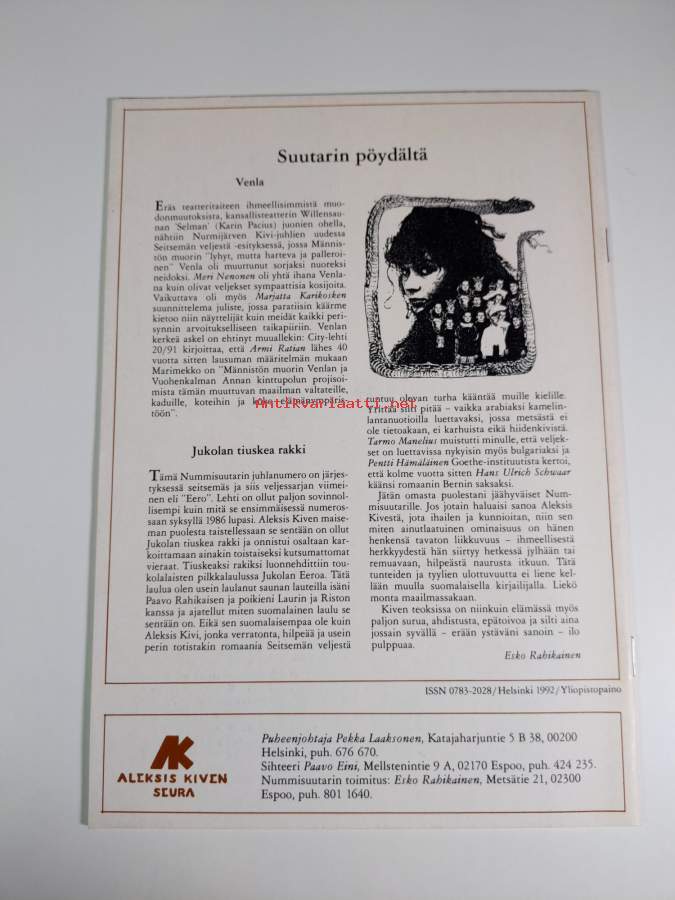 Suutarin pöydältä
Venla
Eräs teatteritaiteen ihmeellisimmistä muo-
donmuutoksista, kansallisteatterin Willensau-
nan 'Selman' (Karin Pacius) juonien ohella,
nähtiin Nurmijärven Kivi-juhlien uudessa
Seitsemän veljestä -esityksessä, jossa Männis-
tön muorin "lyhyt, mutta harteva ja palleroi-
nen" Venla oli muuttunut sorjaksi nuoreksi
neidoksi. Meri Nenonen oli yhtä ihana Venla-
na kuin olivat veljekset sympaattisia kosijoita.
Vaikuttava oli myös Marjatta Karikosken
suunnittelema juliste, jossa paratiisin käärme
kietoo niin näyttelijät kuin meidät kaikki peri-
synnin arvoitukselliseen taikapiiriin. Venlan
kerkeä askel on ehtinyt muuallekin: City-lehti
20/91 kirjoittaa, että Armi Ratian lähes 40
vuotta sitten lausuman määritelmän mukaan
Marimekko on "Männistön muorin Venlan ja
Vuohenkalman Annan kinttupolun projisoi-
mista tämän muuttuvan maailman valtateille,
kaduille, koteihin ja koko elämänympäris-
töön".
Jukolan tiuskea rakki
Tämä Nummisuutarin juhlanumero on järjes-
tyksessä seitsemäs ja siis veljessarjan viimei-
nen eli "Eero". Lehti on ollut paljon sovinnol-
lisempi kuin mitä se ensimmäisessä numeros-
saan syksyllä 1986 lupasi. Aleksis Kiven maise-
man puolesta taistellessaan se sentään on ollut
Jukolan tiuskea rakki ja onnistui osaltaan kar-
koittamaan ainakin toistaiseksi kutsumattomat
vieraat. Tiuskeaksi rakiksi luonnehdittiin tou-
kolalaisten pilkkalaulussa Jukolan Eeroa. Tätä
laulua olen usein laulanut saunan lauteilla isäni
Paavo Rahikaisen ja poikieni Laurin ja Riston
kanssa ja ajatellut miten suomalainen laulu se
sentään on. Eikä sen suomalaisempaa ole kuin
Aleksis Kivi, jonka verratonta, hilpeää ja usein
perin totistakin romaania Seitsemän veljestä
tuntuu olevan turha kääntää muille kielille.
Yrittää silti pitää – vaikka arabiaksi kamelin-
lantanuotioilla luettavaksi, jossa metsästä ei
ole tietoakaan, ei karhuista eikä hiidenkivistä.
Tarmo Manelius muistutti minulle, että veljek-
set on luettavissa nykyisin myös bulgariaksi ja
Pentti Hämäläinen Goethe-instituutista kertoi,
että kolme vuotta sitten Hans Ulrich Schwaar
käänsi romaanin Bernin saksaksi.
Jätän omasta puolestani jäähyväiset Num-
misuutarille. Jos jotain haluaisi sanoa Aleksis
Kivestä, jota ihailen ja kunnioitan, niin sen
miten ainutlaatuinen ominaisuus on hänen
henkensä tavaton liikkuvuus – ihmeellisestä
herkkyydestä hän siirtyy hetkessä jylhään tai
remuavaan, hilpeästä naurusta itkuun. Tätä
tunteiden ja tyylien ulottuvuutta ei liene kel-
lään muulla suomalaisella kirjailijalla. Liekö
monta maailmassakaan.
Kiven teoksissa on niinkuin elämässä myös
paljon surua, ahdistusta, epätoivoa ja silti aina
jossain syvällä – erään ystäväni sanoin – ilo
pulppuaa.
Esko Rahikainen
Antikvariaatti.net
ISSN 0783-2028/Helsinki 1992/Yliopistopaino
AK
ALEKSIS KIVEN
SEURA
Puheenjohtaja Pekka Laaksonen, Katajaharjuntie 5 B 38, 00200
Helsinki, puh. 676 670.
Sihteeri Paavo Eini, Mellstenintie 9 A, 02170 Espoo, puh. 424 235.
Nummisuutarin toimitus: Esko Rahikainen, Metsätie 21, 02300
Espoo, puh. 801 1640.